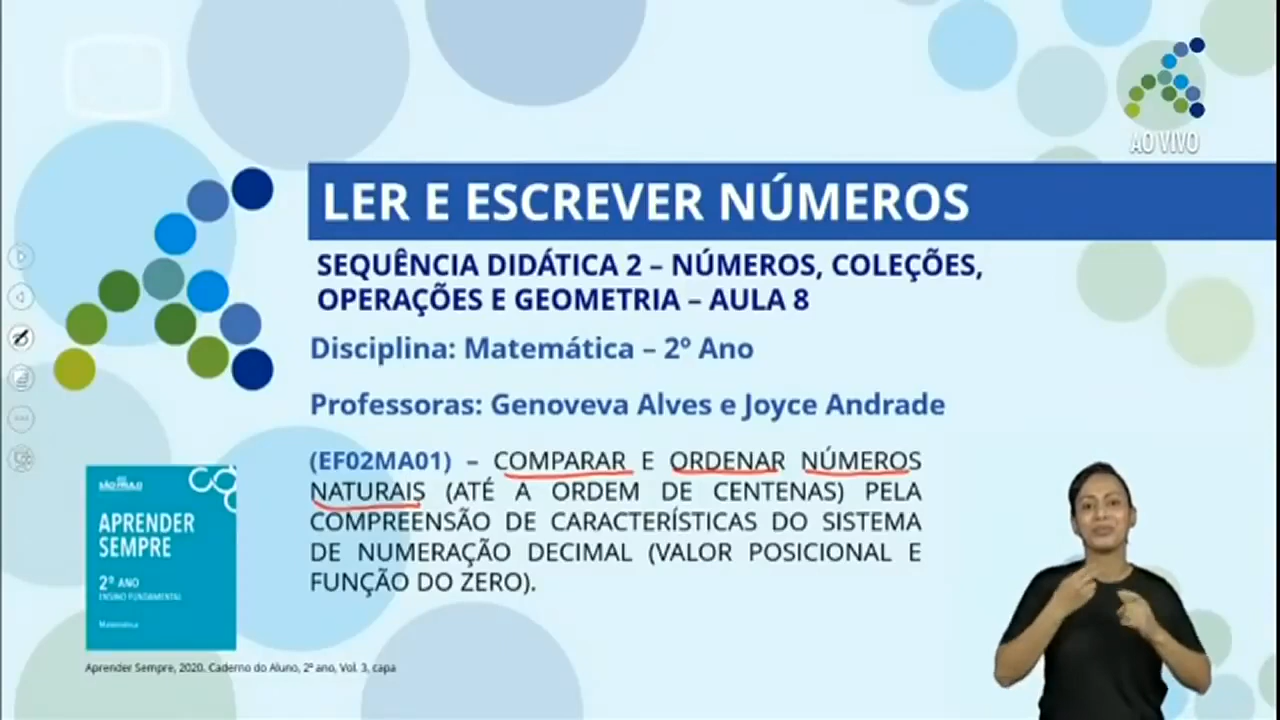 AO VIVO
LER E ESCREVER NÚMEROS
SEQUÊNCIA DIDÁTICA 2 – NÚMEROS, COLEÇÕES,
OPERAÇÕES E GEOMETRIA – AULA 8
Disciplina: Matemática – 2º Ano
Professoras: Genoveva Alves e Joyce Andrade
(EF02MA01) – COMPARAR E ORDENAR NÚMEROS
NATURAIS (ATÉ A ORDEM DE CENTENAS) PELA
COMPREENSÃO DE CARACTERÍSTICAS DO SISTEMA
DE NUMERAÇÃO DECIMAL (VALOR POSICIONAL E
FUNÇÃO DO ZERO).
SÃO PAULO
APRENDER
SEMPRE
2º ANO
ENSINO FUNDAMENTAL
Matemática
Aprender Sempre, 2020. Caderno do Aluno, 2º ano, Vol. 3, capa